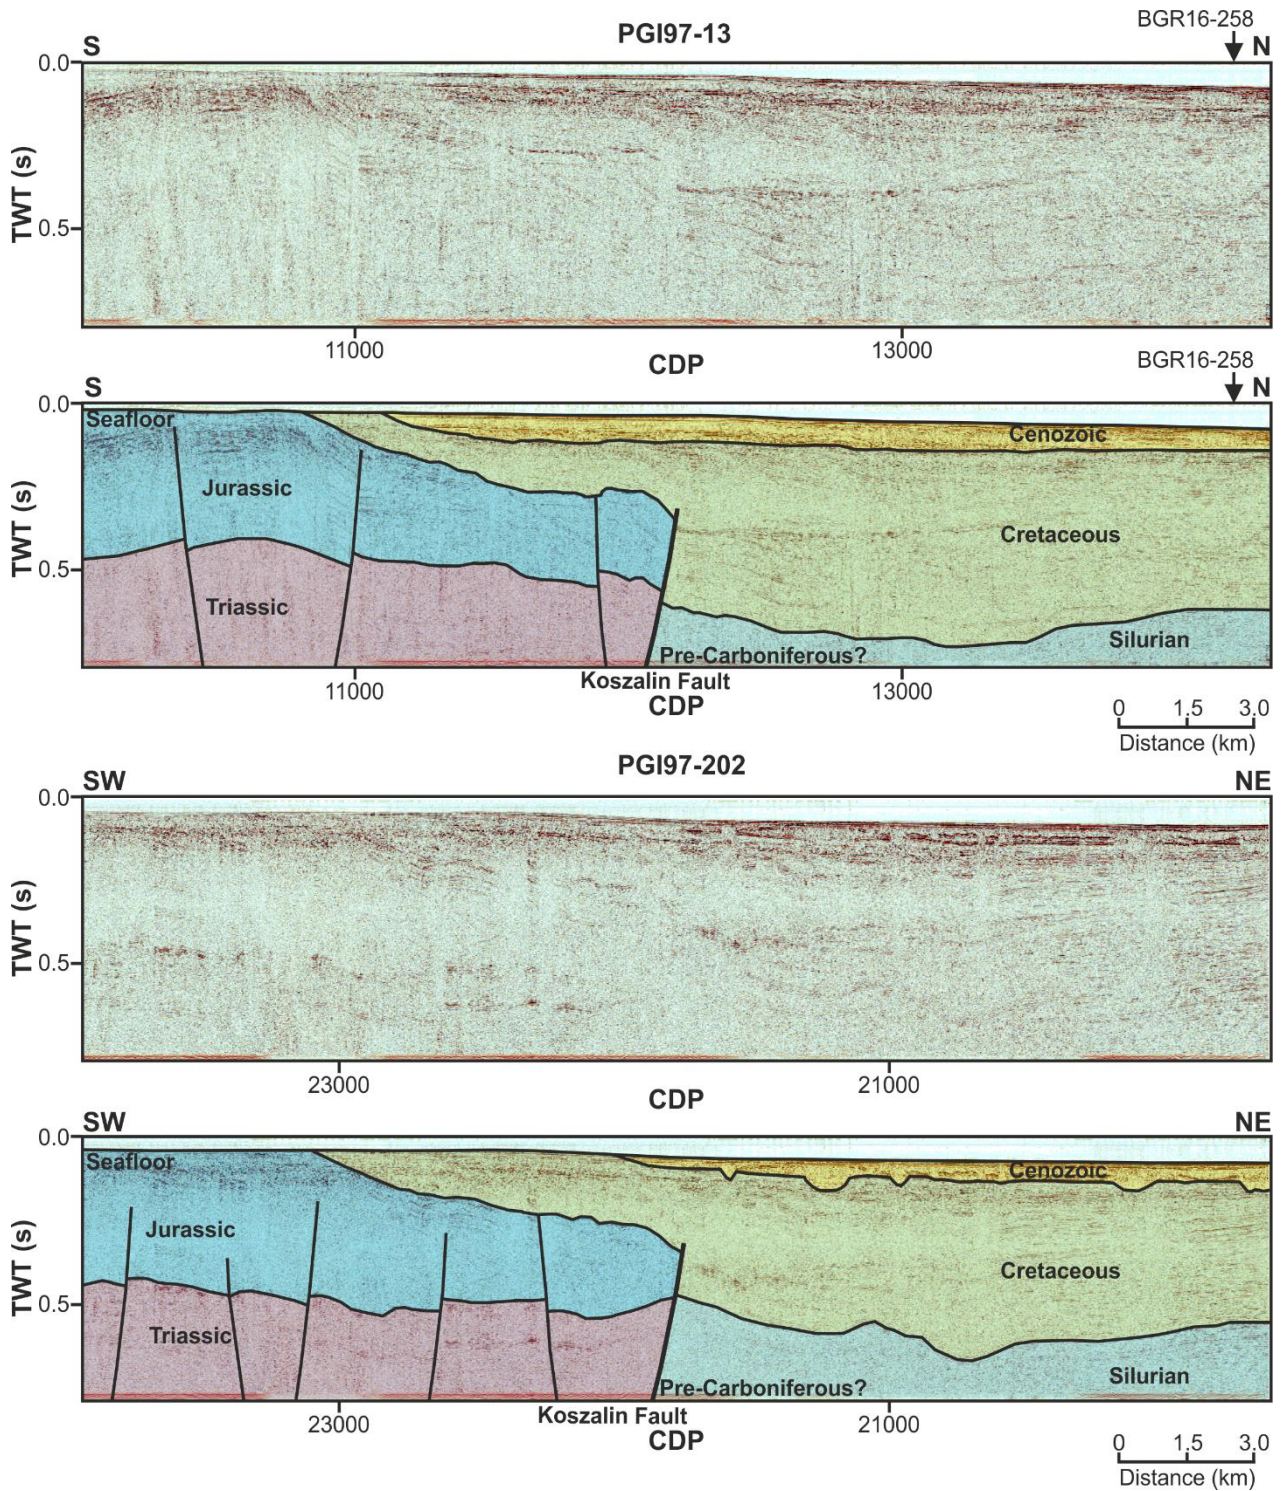 BGR16-258
PGI97-13
S
N
0.0
TWT (s)
0.5
11000
13000
CDP
BGR16-258
S
N
0.0
Seafloor
Cenozoic
Jurassic
TWT (s)
Cretaceous
0.5
Triassic
Silurian
Pre-Carboniferous?
Koszalin Fault
11000
13000
CDP
0 1.5 3.0
Distance (km)
PGI97-202
SW
NE
0.0
TWT (s)
0.5
23000
21000
CDP
SW
NE
0.0
Seafloor
Cenozoic
Jurassic
TWT (s)
Cretaceous
0.5
Triassic
Silurian
Pre-Carboniferous?
Koszalin Fault
23000
21000
CDP
0 1.5 3.0
Distance (km)